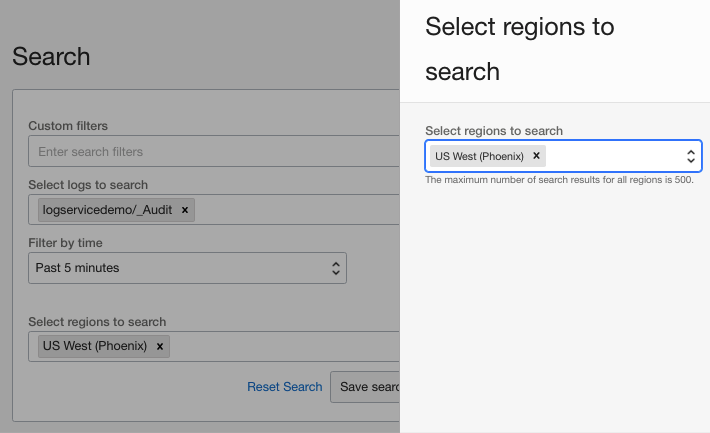 Search
Custom filters
Enter search filters
Select logs to search
logservicedemo/_Audit x
Filter by time
Past 5 minutes
Select regions to search
US West (Phoenix) x
Reset Search
Save searc
Select regions to
search
Select regions to search
US West (Phoenix) x
The maximum number of search results for all regions is 500.